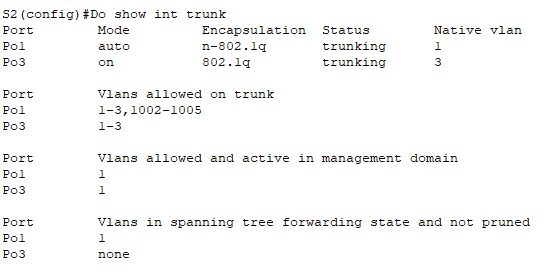 S2(config)#Do show int trunk
Port Mode Encapsulation Status Native vlan
Po1 auto n-802.1q trunking 1
Po3 on 802.1q trunking 3
Port Vlans allowed on trunk
Po1 1-3,1002-1005
Po3 1-3
Port Vlans allowed and active in management domain
Po1 1
Po3 1
Port Vlans in spanning tree forwarding state and not pruned
Po1 1
Po3 none